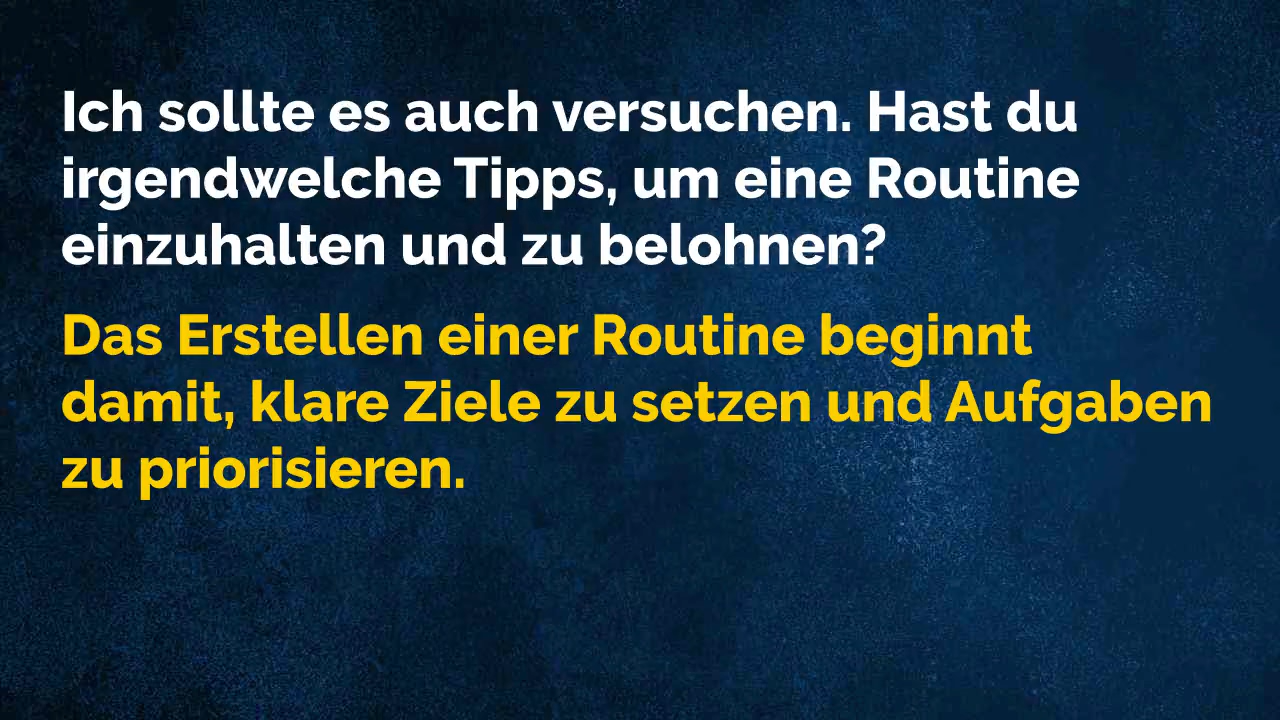 Ich sollte es auch versuchen. Hast du
irgendwelche Tipps, um eine Routine
einzuhalten und zu belohnen?
Das Erstellen einer Routine beginnt
damit, klare Ziele zu setzen und Aufgaben
zu priorisieren.